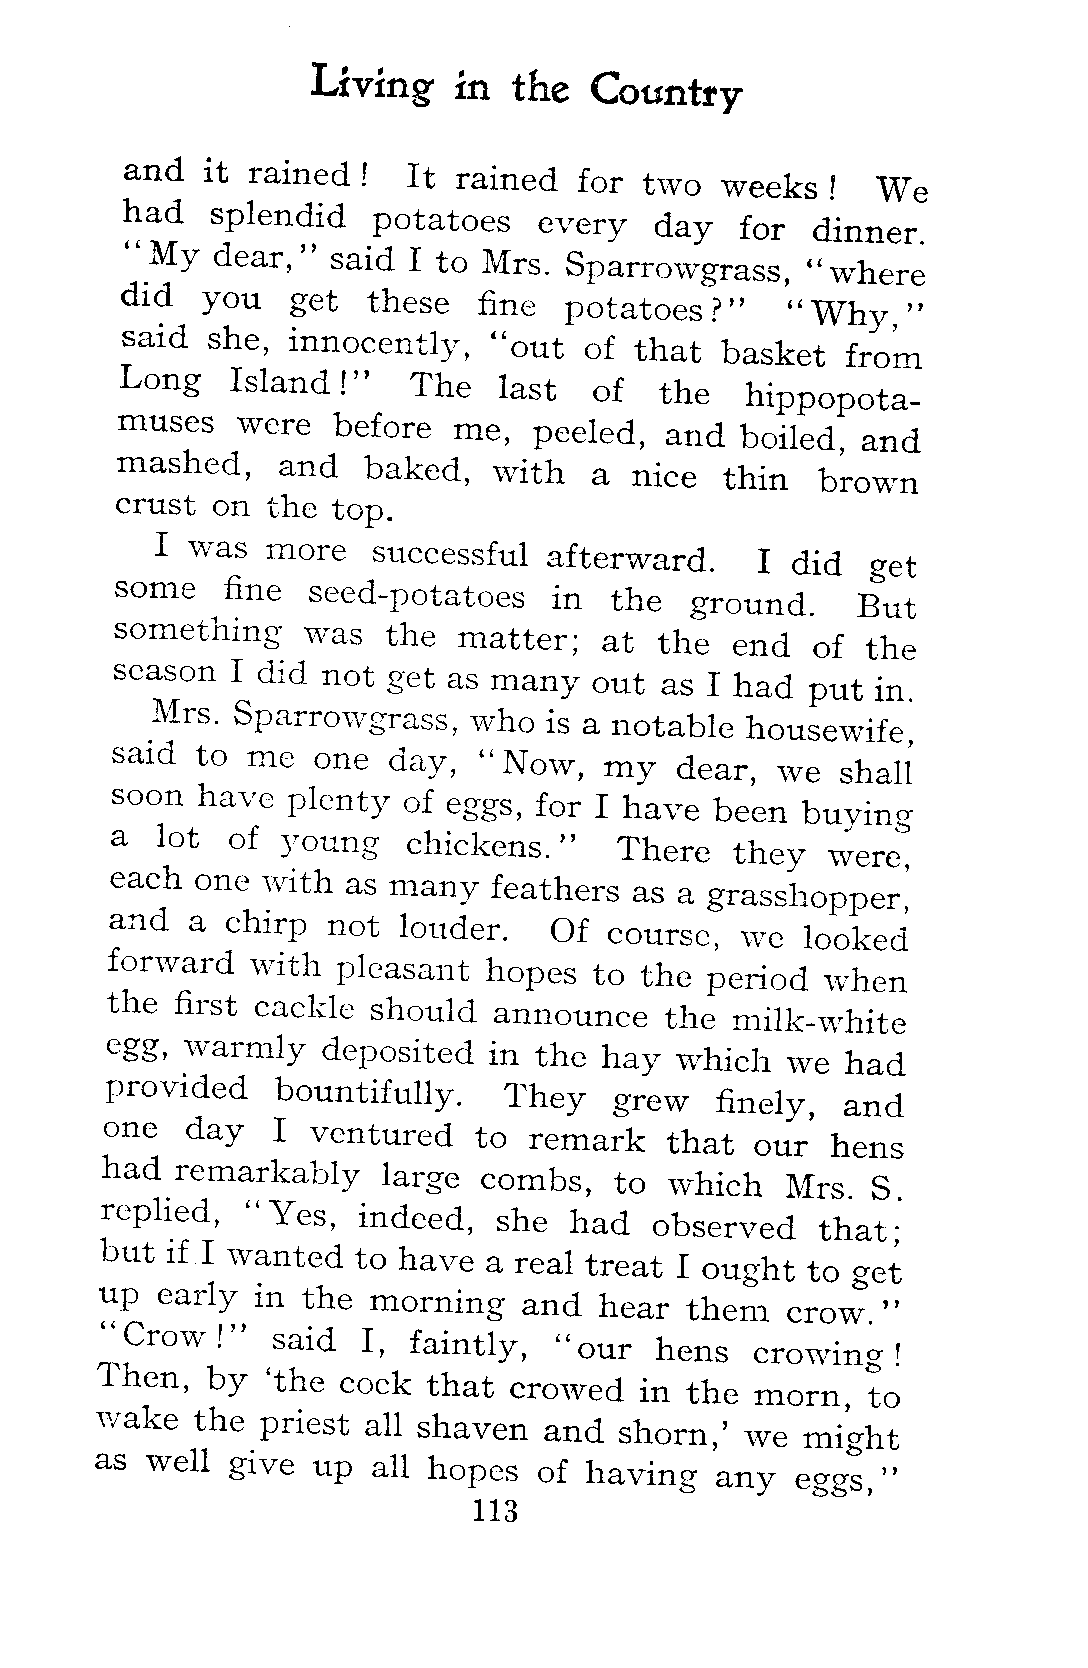 Living in the Country
and it rained! It rained for two weeks! We
had splendid potatoes every day for dinner.
"My dear," said I to Mrs. Sparrowgrass, "where
did you get these fine potatoes?" "Why,"
said she, innocently, "out of that basket from
Long Island!" The last of the hippopota-
muses were before me, peeled, and boiled, and
mashed, and baked, with a nice thin brown
crust on the top.
I was more successful afterward. I did get
some fine seed-potatoes in the ground. But
something was the matter; at the end of the
season I did not get as many out as I had put in.
Mrs. Sparrowgrass, who is a notable housewife,
said to me one day, "Now, my dear, we shall
soon have plenty of eggs, for I have been buying
a lot of young chickens." There they were,
each one with as many feathers as a grasshopper,
and a chirp not louder. Of course, we looked
forward with pleasant hopes to the period when
the first cackle should announce the milk-white
egg, warmly deposited in the hay which we had
provided bountifully. They grew finely, and
one day I ventured to remark that our hens
had remarkably large combs, to which Mrs. S.
replied, "Yes, indeed, she had observed that;
but if I wanted to have a real treat I ought to get
up early in the morning and hear them crow."
"Crow!" said I, faintly, "our hens crowing!
Then, by 'the cock that crowed in the morn, to
wake the priest all shaven and shorn,' we might
as well give up all hopes of having any eggs,"
113